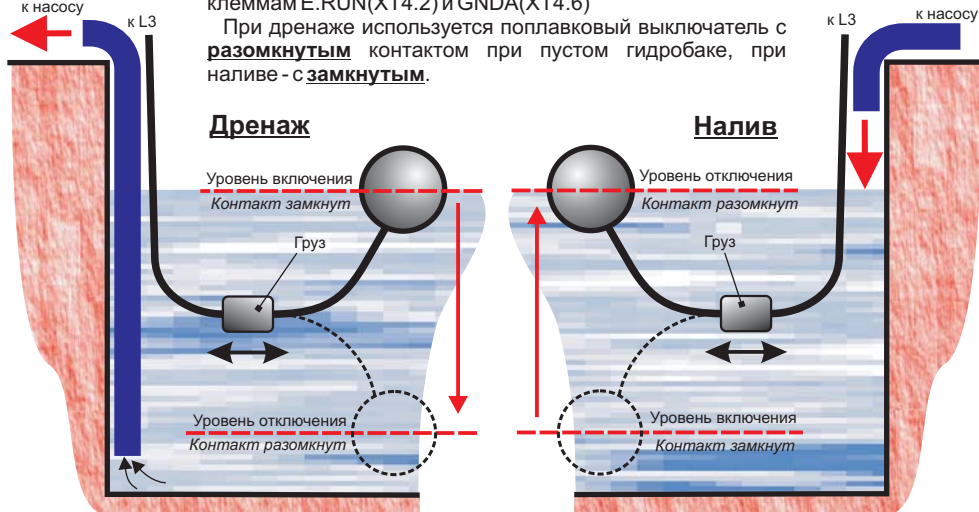 клеммам E.RUN(XT4.2) и GNDA(XT4.6)
При дренаже используется поплавковый выключатель с
разомкнутым контактом при пустом гидробаке, при
наливе - с замкнутым.
к насосу
к L3
к L3
к насосу
Дренаж
Налив
Уровень включения
Контакт замкнут
Уровень отключения
Контакт разомкнут
Груз
Груз
Уровень отключения
Контакт разомкнут
Уровень включения
Контакт замкнут